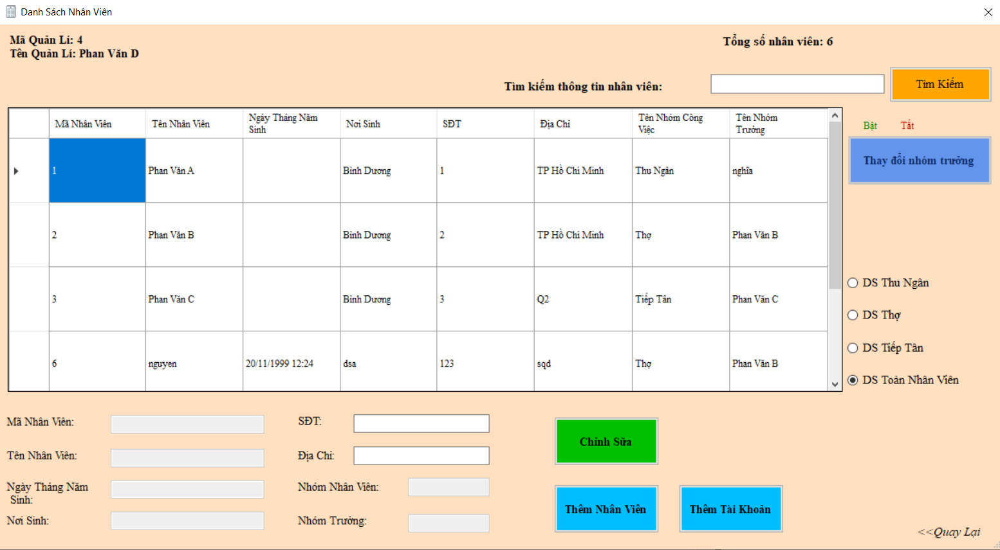 Danh Sách Nhân Viên
Mã Quản Lí: 4
Tên Quản Lí: Phan Văn D
Tổng số nhân viên: 6
Tìm kiếm thông tin nhân viên:
Tìm Kiếm
Mã Nhân Viên
Tên Nhân Viên
Ngày Tháng Năm
Sinh
Nơi Sinh
SĐT
Địa Chỉ
Tên Nhóm Công
Việc
Tên Nhóm
Trưởng
1
Phan Văn A
Bình Dương
1
TP Hồ Chí Minh
Thu Ngân
nghĩa
2
Phan Văn B
Bình Dương
2
TP Hồ Chí Minh
Thợ
Phan Văn B
3
Phan Văn C
Bình Dương
3
Q2
Tiếp Tân
Phan Văn C
6
nguyen
20/11/1999 12:24
dsa
123
sqd
Thợ
Phan Văn B
Bật
Tắt
Thay đổi nhóm trưởng
DS Thu Ngân
DS Thợ
DS Tiếp Tân
DS Toàn Nhân Viên
Mã Nhân Viên:
Tên Nhân Viên:
Ngày Tháng Năm
Sinh:
Nơi Sinh:
SĐT:
Địa Chỉ:
Nhóm Nhân Viên:
Nhóm Trưởng:
Chỉnh Sữa
Thêm Nhân Viên
Thêm Tài Khoản
<<Quay Lại